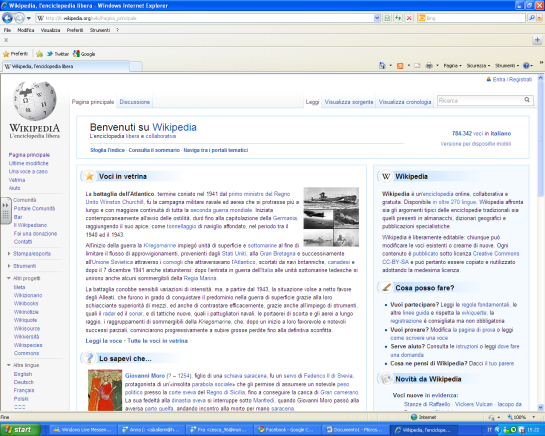 Wikipedia, l'enciclopedia libera - Windows Internet Explorer
File Modifica Visualizza Preferiti Strumenti ?
Preferiti Twitter Google
Wikipedia, l'enciclopedia libera
Pagina Sicurezza Strumenti
Entra / Registrati
Pagina principale Discussione Leggi Visualizza sorgente Visualizza cronologia Ricerca
WIKIPEDIA
L'enciclopedia libera
Pagina principale
Ultime modifiche
Una voce a caso
Vetrina
Aiuto
Comunità
Portale Comunità
Bar
Il Wikipediano
Fai una donazione
Contatti
Stampa/esporta
Strumenti
Altri progetti
Meta
Wikizionario
Wikibooks
Wikinotizie
Wikiquote
Wikisource
Wikiversità
Wikispecies
Commons
Altre lingue
English
Deutsch
Français
Polski
Benvenuti su Wikipedia
L'enciclopedia libera e collaborativa
Sfoglia l'indice · Consulta il sommario · Naviga tra i portali tematici
784.342 voci in italiano
Versione per dispositivi mobili
Voci in vetrina
La battaglia dell'Atlantico, termine coniato nel 1941 dal primo ministro del Regno
Unito Winston Churchill, fu la campagna militare navale ed aerea che si protrasse più a
lungo e con maggiore continuità di tutta la seconda guerra mondiale. Iniziata
contemporaneamente all'avvio delle ostilità, durò fino alla capitolazione della Germania,
raggiungendo il suo apice, come tonnellaggio di naviglio affondato, nel periodo tra il
1940 ed il 1943.
All'inizio della guerra la Kriegsmarine impiegò unità di superficie e sottomarine al fine di
limitare il flusso di approvvigionamenti, provenienti dagli Stati Uniti, alla Gran Bretagna e successivamente
all'Unione Sovietica attraverso i convogli che attraversavano l'Atlantico, scortati da navi britanniche, canadesi e
dopo il 7 dicembre 1941 anche statunitensi; dopo l'entrata in guerra dell'Italia alle unità sottomarine tedesche si
unirono anche alcuni sommergibili della Regia Marina.
La battaglia conobbe sensibili variazioni di intensità; ma, a partire dal 1943, la situazione volse a netto favore
degli Alleati, che furono in grado di conquistare il predominio nella guerra di superficie grazie alla loro
schiacciante superiorità di mezzi, ed anche di contrastare efficacemente, grazie anche all'impiego di strumenti
quali il radar ed il sonar, e di tattiche nuove, quali i pattugliatori navali, le portaerei di scorta e gli aerei a lungo
raggio, i raggruppamenti di sommergibili della Kriegsmarine, che, dopo un inizio a loro favorevole e notevoli
successi parziali, cominciarono progressivamente a subire grosse perdite fino alla definitiva sconfitta.
Leggi la voce · Tutte le voci in vetrina
Lo sapevi che...
Giovanni Moro (? – 1254), figlio di una schiava saracena, fu un servo di Federico II di Svevia,
protagonista di un'«insolita parabola sociale» che gli permise di assumere un notevole peso
politico presso la corte sveva del Regno di Sicilia, fino a conseguire la carica di Gran camerario.
La sua fedeltà alla dinastia sveva si interruppe sotto Manfredi, quando Giovanni Moro passò alla
avversa corte guelfa, andando incontro alla morte per mano saracena.
Wikipedia
Wikipedia è un'enciclopedia online, collaborativa e
gratuita. Disponibile in oltre 270 lingue, Wikipedia affronta
sia gli argomenti tipici delle enciclopedie tradizionali sia
quelli presenti in almanacchi, dizionari geografici e
pubblicazioni specialistiche.
Wikipedia è liberamente editabile: chiunque può
modificare le voci esistenti o crearne di nuove. Ogni
contenuto è pubblicato sotto licenza Creative Commons
CC-BY-SA e può pertanto essere copiato e riutilizzato
adottando la medesima licenza.
Cosa posso fare?
Vuoi partecipare? Leggi le regole fondamentali, le
altre linee guida e rispetta la wikiquette; la
registrazione è consigliata ma non obbligatoria
Vuoi provare? Modifica la pagina di prova o leggi
come scrivere una voce
Serve aiuto? Consulta le istruzioni o leggi dove fare
una domanda
Cosa ne pensi di Wikipedia? Dacci il tuo parere
Novità da Wikipedia
Voci nuove in evidenza:
Stanze di Raffaello · Vickers Vulcan · Iacopo da
Fine Internet 100%
start Windows Live Messen... Facebook - Google C... Documento1 - Micros... Wikipedia, l'encicloped... IT 19.22